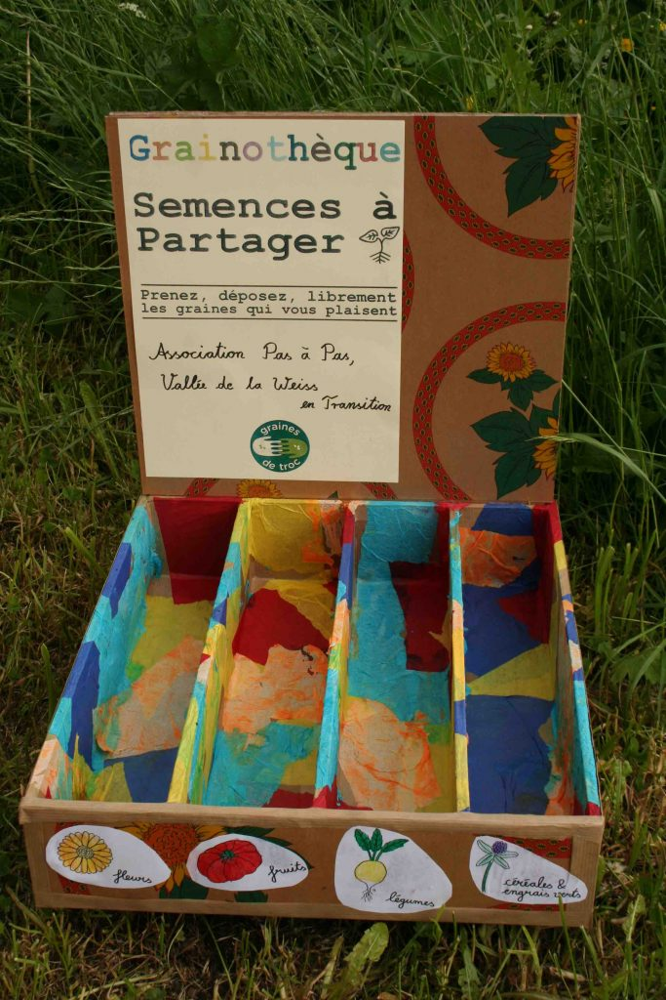 Grainothèque
Semences à
Partager
Prenez, déposez, librement
les graines qui vous plaisent
Association Pas à Pas,
Vallée de la Weiss
en Transition
graines
de troc
fleurs
fruits
légumes
céréales &
engrais verts